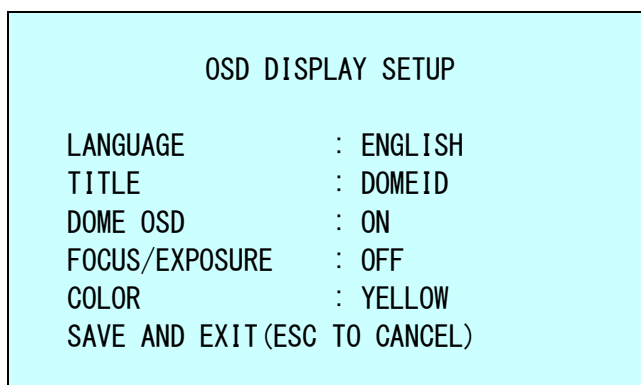 OSD DISPLAY SETUP
LANGUAGE : ENGLISH
TITLE : DOMEID
DOME OSD : ON
FOCUS/EXPOSURE : OFF
COLOR : YELLOW
SAVE AND EXIT(ESC TO CANCEL)